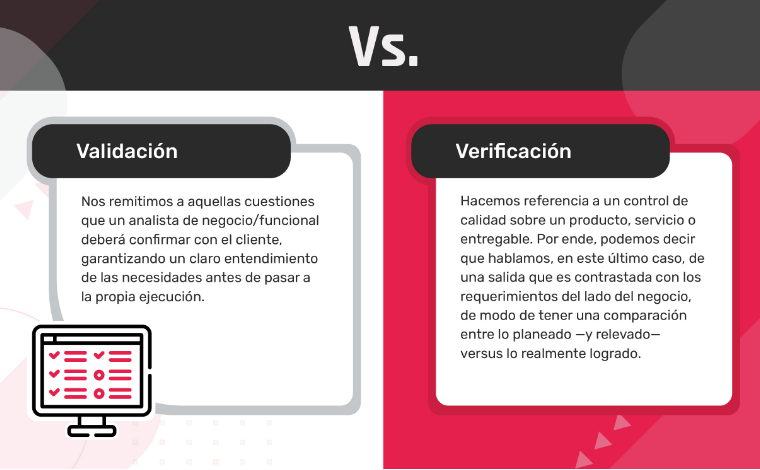 Vs.
Validación
Nos remitimos a aquellas cuestiones
que un analista de negocio/funcional
deberá confirmar con el cliente,
garantizando un claro entendimiento
de las necesidades antes de pasar a
la propia ejecución.
Verificación
Hacemos referencia a un control de
calidad sobre un producto, servicio o
entregable. Por ende, podemos decir
que hablamos, en este último caso, de
una salida que es contrastada con los
requerimientos del lado del negocio,
de modo de tener una comparación
entre lo planeado —y relevado—
versus lo realmente logrado.